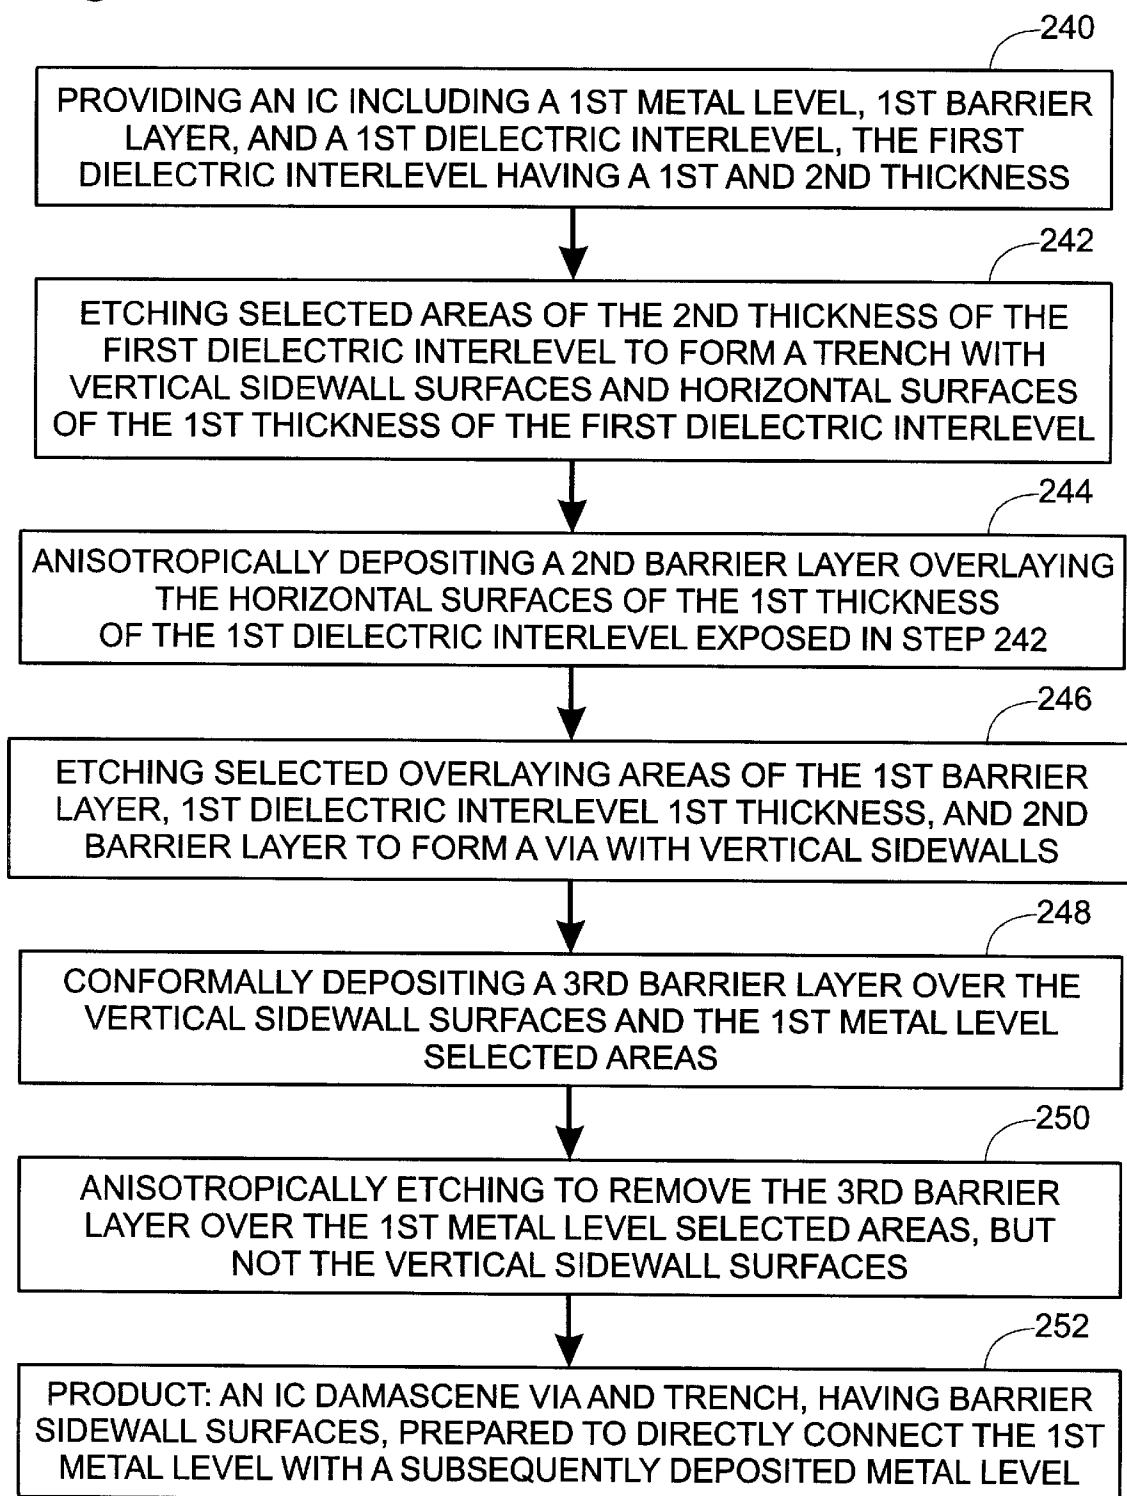 240
PROVIDING AN IC INCLUDING A 1ST METAL LEVEL, 1ST BARRIER
LAYER, AND A 1ST DIELECTRIC INTERLEVEL, THE FIRST
DIELECTRIC INTERLEVEL HAVING A 1ST AND 2ND THICKNESS
242
ETCHING SELECTED AREAS OF THE 2ND THICKNESS OF THE
FIRST DIELECTRIC INTERLEVEL TO FORM A TRENCH WITH
VERTICAL SIDEWALL SURFACES AND HORIZONTAL SURFACES
OF THE 1ST THICKNESS OF THE FIRST DIELECTRIC INTERLEVEL
244
ANISOTROPICALLY DEPOSITING A 2ND BARRIER LAYER OVERLAYING
THE HORIZONTAL SURFACES OF THE 1ST THICKNESS
OF THE 1ST DIELECTRIC INTERLEVEL EXPOSED IN STEP 242
246
ETCHING SELECTED OVERLAYING AREAS OF THE 1ST BARRIER
LAYER, 1ST DIELECTRIC INTERLEVEL 1ST THICKNESS, AND 2ND
BARRIER LAYER TO FORM A VIA WITH VERTICAL SIDEWALLS
248
CONFORMALLY DEPOSITING A 3RD BARRIER LAYER OVER THE
VERTICAL SIDEWALL SURFACES AND THE 1ST METAL LEVEL
SELECTED AREAS
250
ANISOTROPICALLY ETCHING TO REMOVE THE 3RD BARRIER
LAYER OVER THE 1ST METAL LEVEL SELECTED AREAS, BUT
NOT THE VERTICAL SIDEWALL SURFACES
252
PRODUCT: AN IC DAMASCENE VIA AND TRENCH, HAVING BARRIER
SIDEWALL SURFACES, PREPARED TO DIRECTLY CONNECT THE 1ST
METAL LEVEL WITH A SUBSEQUENTLY DEPOSITED METAL LEVEL